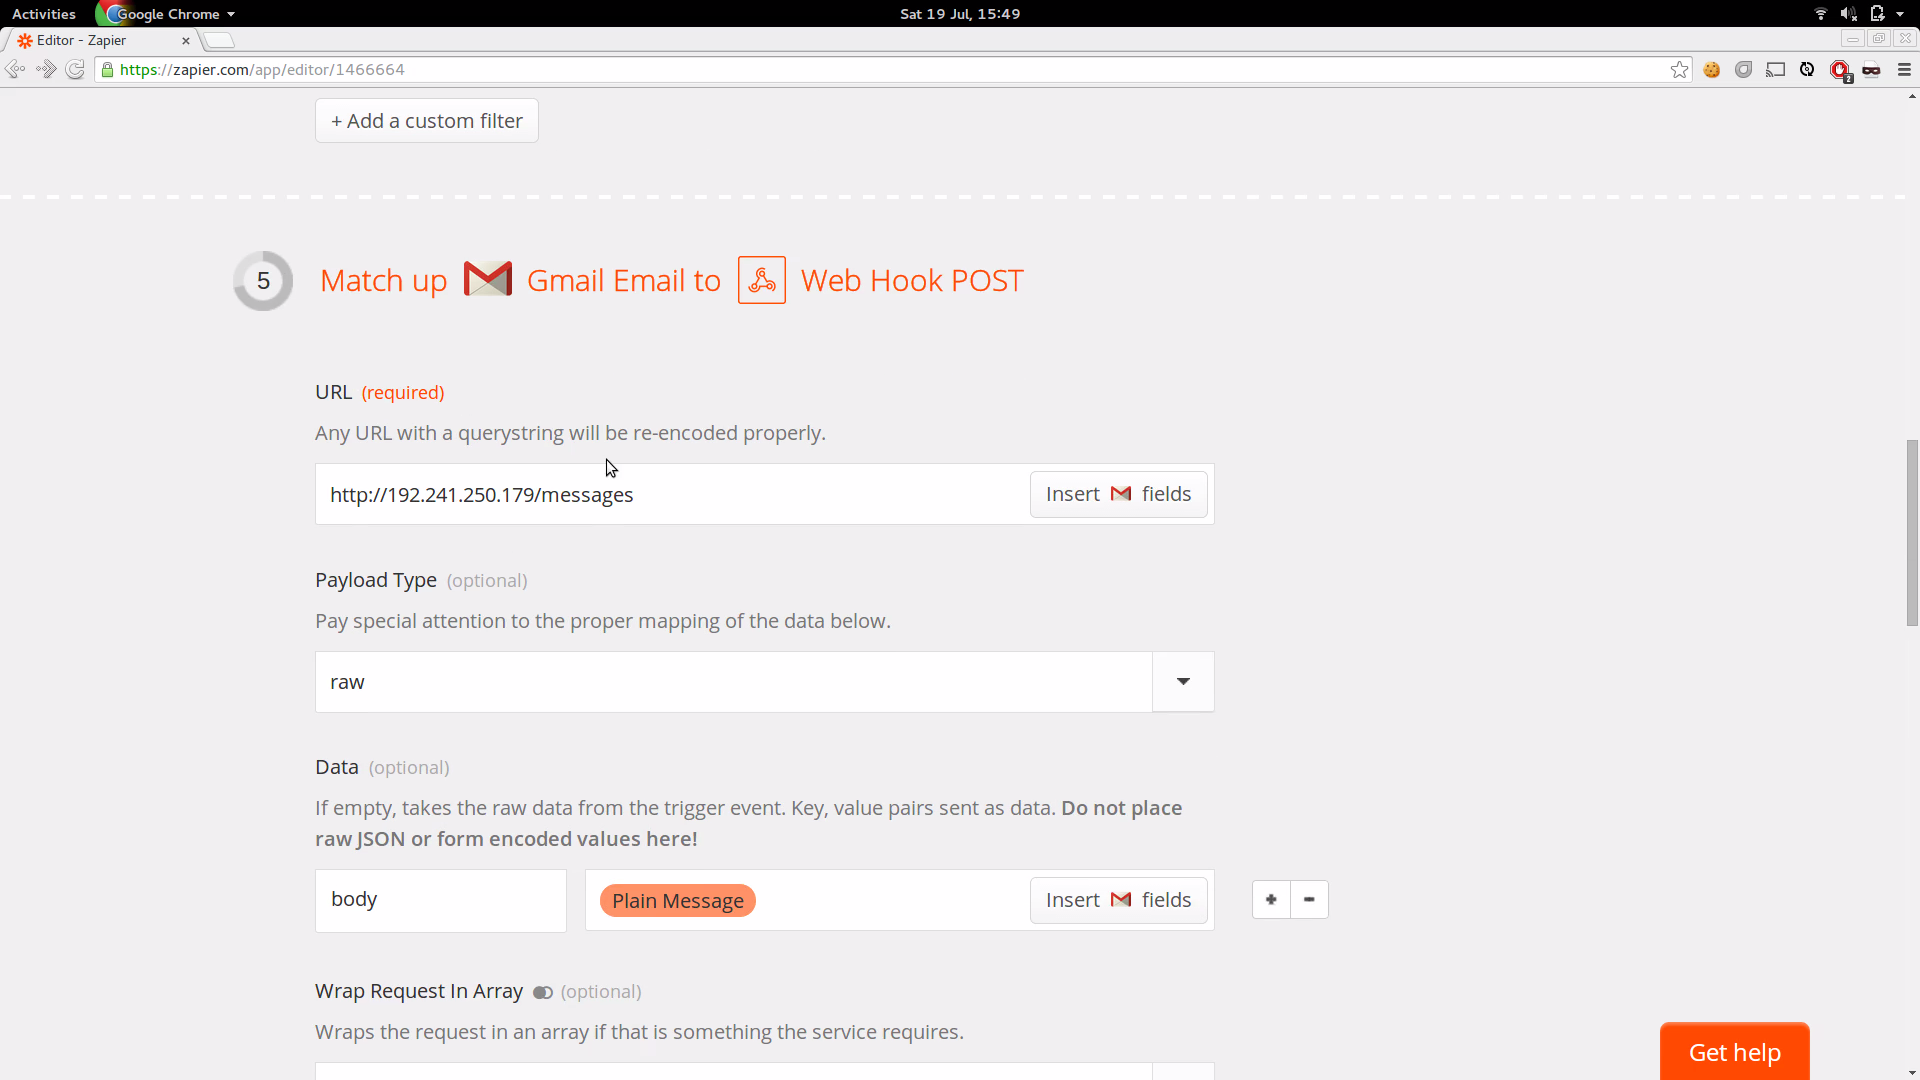 Activities
Google Chrome
Sat 19 Jul, 15:49
Editor - Zapier
https://zapier.com/app/editor/1466664
2
+ Add a custom filter
5
Match up Gmail Email to Web Hook POST
URL (required)
Any URL with a querystring will be re-encoded properly.
http://192.241.250.179/messages
Insert fields
Payload Type (optional)
Pay special attention to the proper mapping of the data below.
raw
Data (optional)
If empty, takes the raw data from the trigger event. Key, value pairs sent as data. Do not place
raw JSON or form encoded values here!
body
Plain Message
Insert fields
+ -
Wrap Request In Array (optional)
Wraps the request in an array if that is something the service requires.
Get help